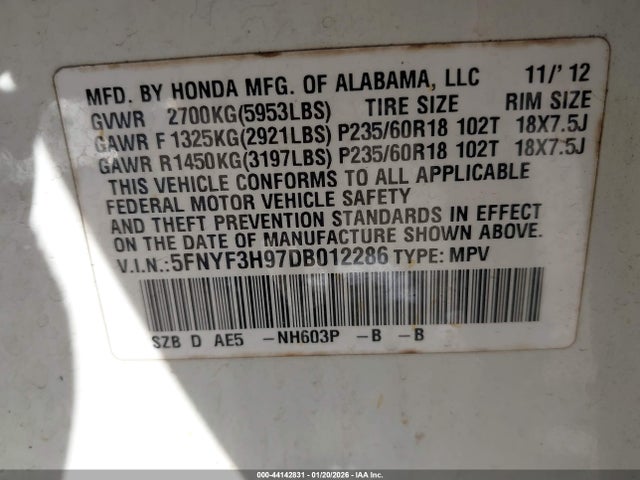 MFD. BY HONDA MFG. OF ALABAMA, LLC 11/'12
GVWR 2700KG(5953LBS) TIRE SIZE RIM SIZE
GAWR F 1325KG(2921LBS) P235/60R18 102T 18X7.5J
GAWR R1450KG(3197LBS) P235/60R18 102T 18X7.5J
THIS VEHICLE CONFORMS TO ALL APPLICABLE
FEDERAL MOTOR VEHICLE SAFETY
AND THEFT PREVENTION STANDARDS IN EFFECT
ON THE DATE OF MANUFACTURE SHOWN ABOVE.
V.I.N.:5FNYF3H97DB012286 TYPE: MPV
SZB D AE5 -NH603P -B -B
000-44142831 - 01/20/2026 - IAA Inc.